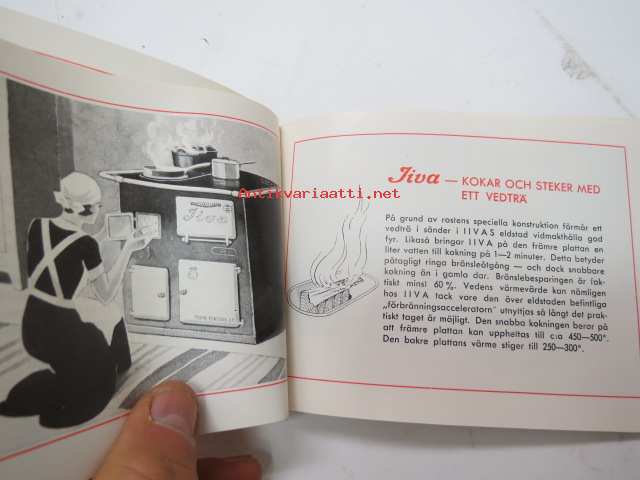 Jiva
Jiva — KOKAR OCH STEKER MED
ETT VEDTRÄ
På grund av rostens speciella konstruktion förmår ett
vedträ i sänder i IIVAS eldstad vidmakthålla god
fyr. Likaså bringar IIVA på den främre plattan en
liter vatten till kokning på 1—2 minuter. Detta betyder
påtagligt ringa bränsleåtgång — och dock snabbare
kokning än i gamla dar. Bränslebesparingen är fak-
tiskt minst 60%. Vedens värmevärde kan nämligen
hos IIVA tack vare den över eldstaden befintliga
„förbränningsacceleratorn" utnyttjas så långt det prak-
tiskt taget är möjligt. Den snabba kokningen beror på
att främre plattan kan upphettas till c:a 450—500°.
Den bakre plattans värme stiger till 250—300°.
Antikvariaatti.net